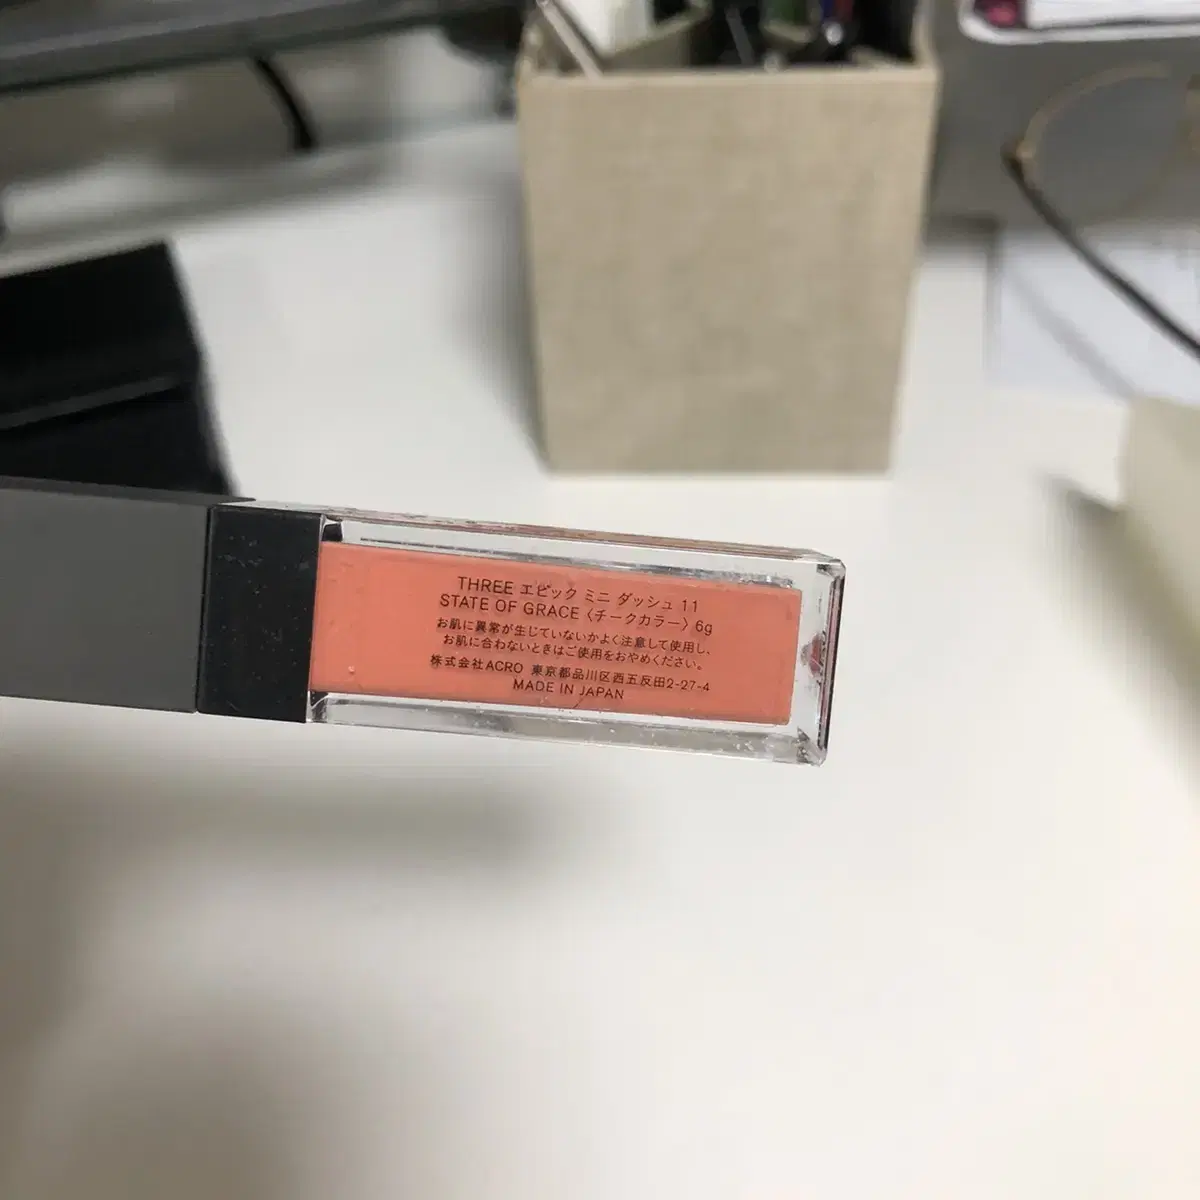 THREE エピック ミニ ダッシュ 11
STATE OF GRACE〈チークカラー〉6g
お肌に異常が生じていないかよく注意して使用し、
お肌に合わないときはご使用をおやめください。
株式会社ACRO 東京都品川区西五反田2-27-4
MADE IN JAPAN